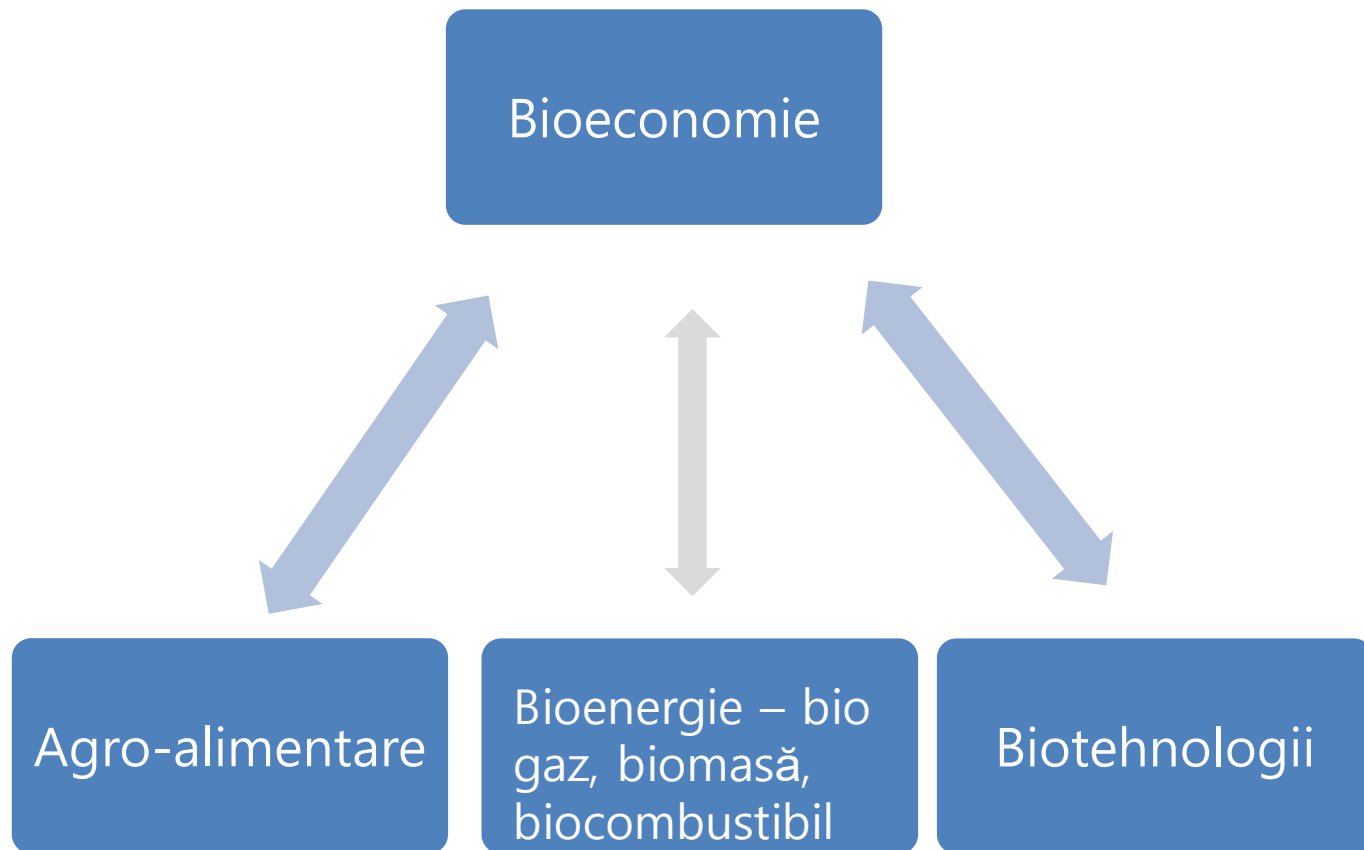 Bioeconomie
Agro-alimentare
Bioenergie – bio
gaz, biomasă,
biocombustibil
Biotehnologii